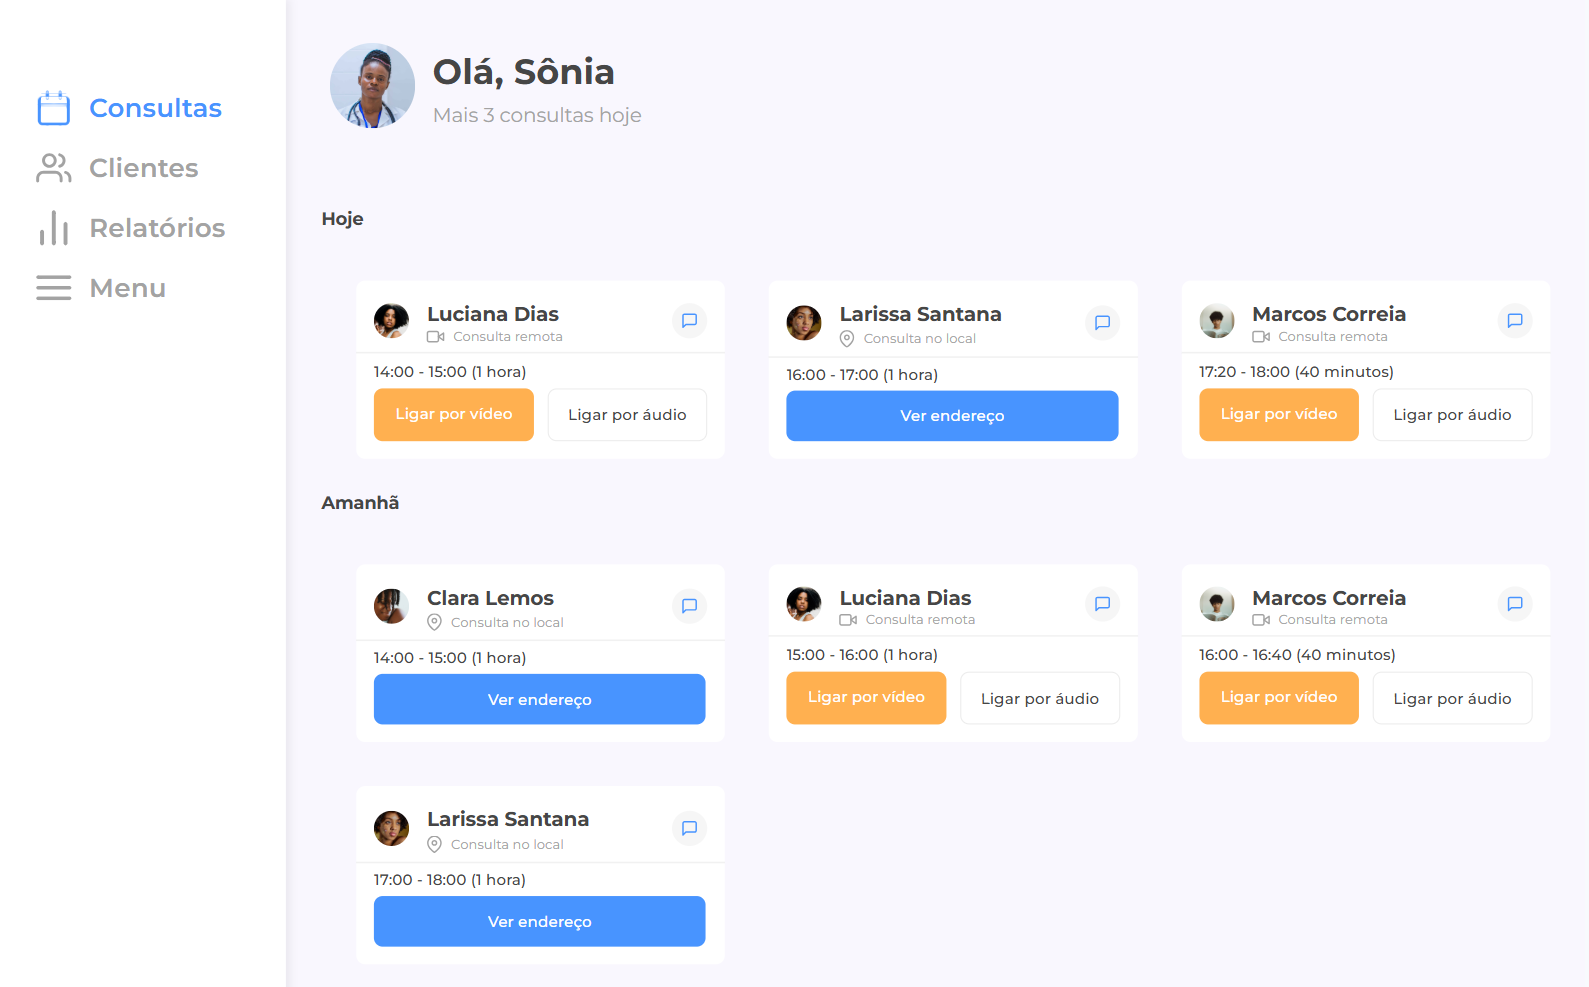 Consultas
Clientes
Relatórios
Menu
Olá, Sônia
Mais 3 consultas hoje
Hoje
Luciana Dias
Consulta remota
14:00 - 15:00 (1 hora)
Ligar por vídeo
Ligar por áudio
Larissa Santana
Consulta no local
16:00 - 17:00 (1 hora)
Ver endereço
Marcos Correia
Consulta remota
17:20 - 18:00 (40 minutos)
Ligar por vídeo
Ligar por áudio
Amanhã
Clara Lemos
Consulta no local
14:00 - 15:00 (1 hora)
Ver endereço
Luciana Dias
Consulta remota
15:00 - 16:00 (1 hora)
Ligar por vídeo
Ligar por áudio
Marcos Correia
Consulta remota
16:00 - 16:40 (40 minutos)
Ligar por vídeo
Ligar por áudio
Larissa Santana
Consulta no local
17:00 - 18:00 (1 hora)
Ver endereço